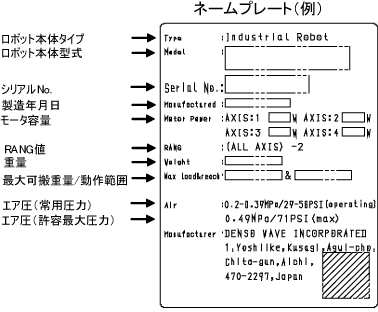 ネームプレート(例)
ロボット本体タイプ Type :Industrial Robot
ロボット本体型式 Model :
シリアルNo. Serial No.:
製造年月日 Manufactured :
モータ容量 Motor Power :AXIS:1 W AXIS:2 W
AXIS:3 W AXIS:4 W
RANG値 RANG :(ALL AXIS) -2
重量 Weight :
最大可搬重量/動作範囲 Max Load&reach: &
エア圧(常用圧力) Air :0.2-0.39MPa/29-56PSI(operating)
エア圧(許容最大圧力) 0.49MPa/71PSI(max)
Manufacturer :DENSO WAVE INCORPORATED
1,Yoshiike,Kusagi,Agui-cho,
Chita-gun,Aichi,
470-2297,Japan